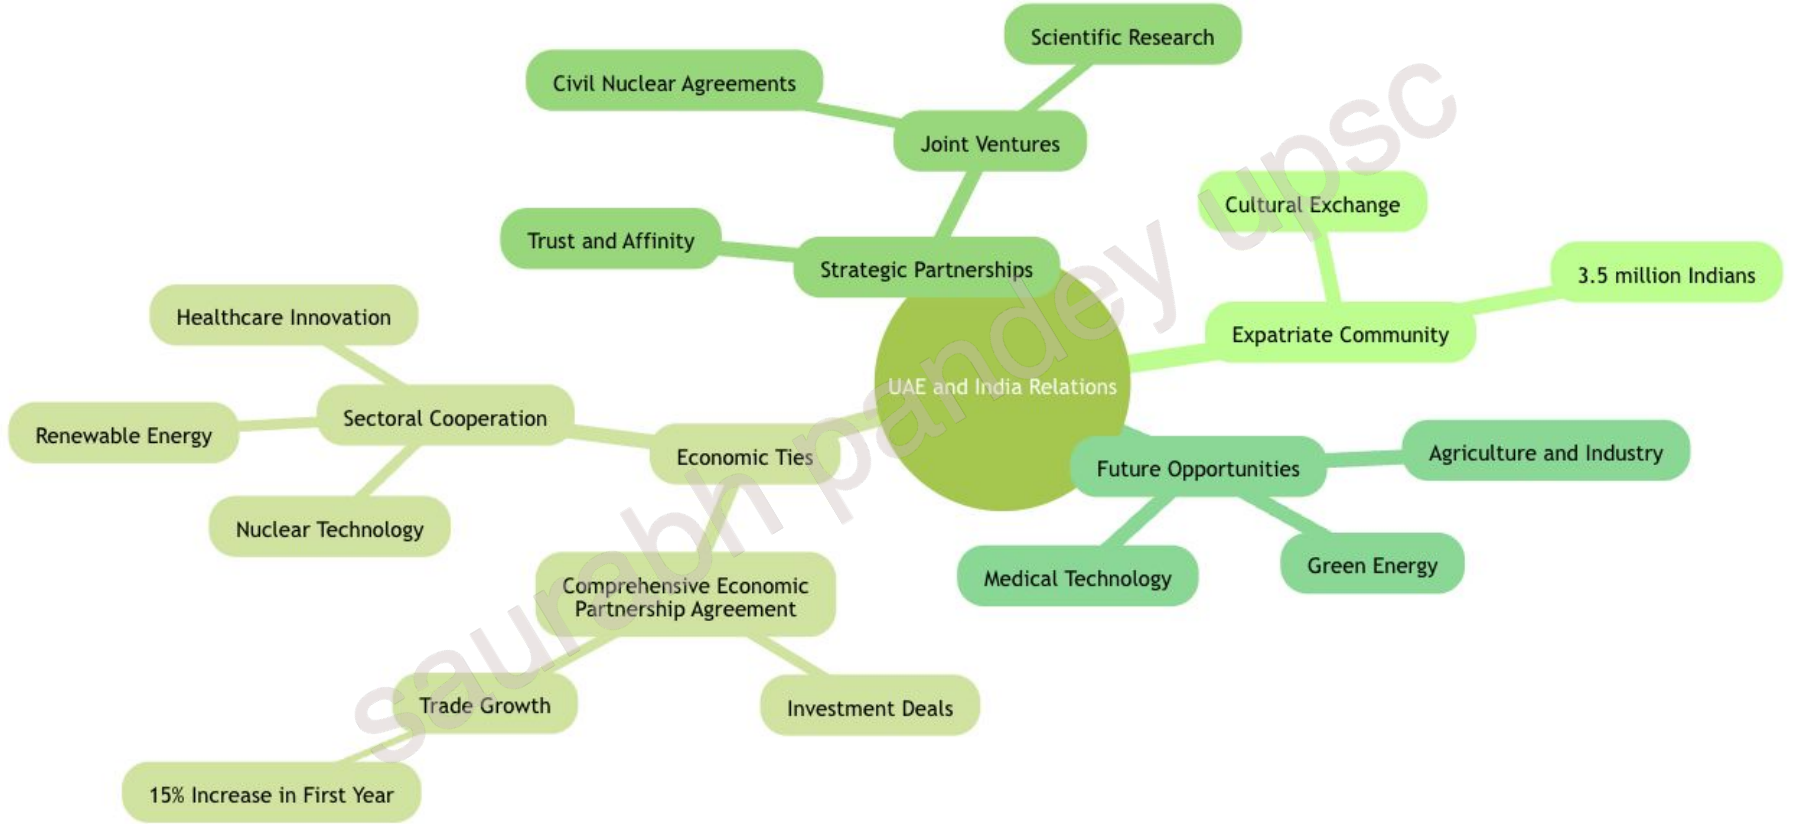 Scientific Research
Civil Nuclear Agreements
Joint Ventures
Cultural Exchange
Trust and Affinity
Strategic Partnerships
3.5 million Indians
Healthcare Innovation
Expatriate Community
UAE and India Relations
Sectoral Cooperation
Renewable Energy
Economic Ties
Future Opportunities
Agriculture and Industry
Nuclear Technology
Comprehensive Economic
Partnership Agreement
Medical Technology
Green Energy
Trade Growth
Investment Deals
15% Increase in First Year
saurabh pandey upsc